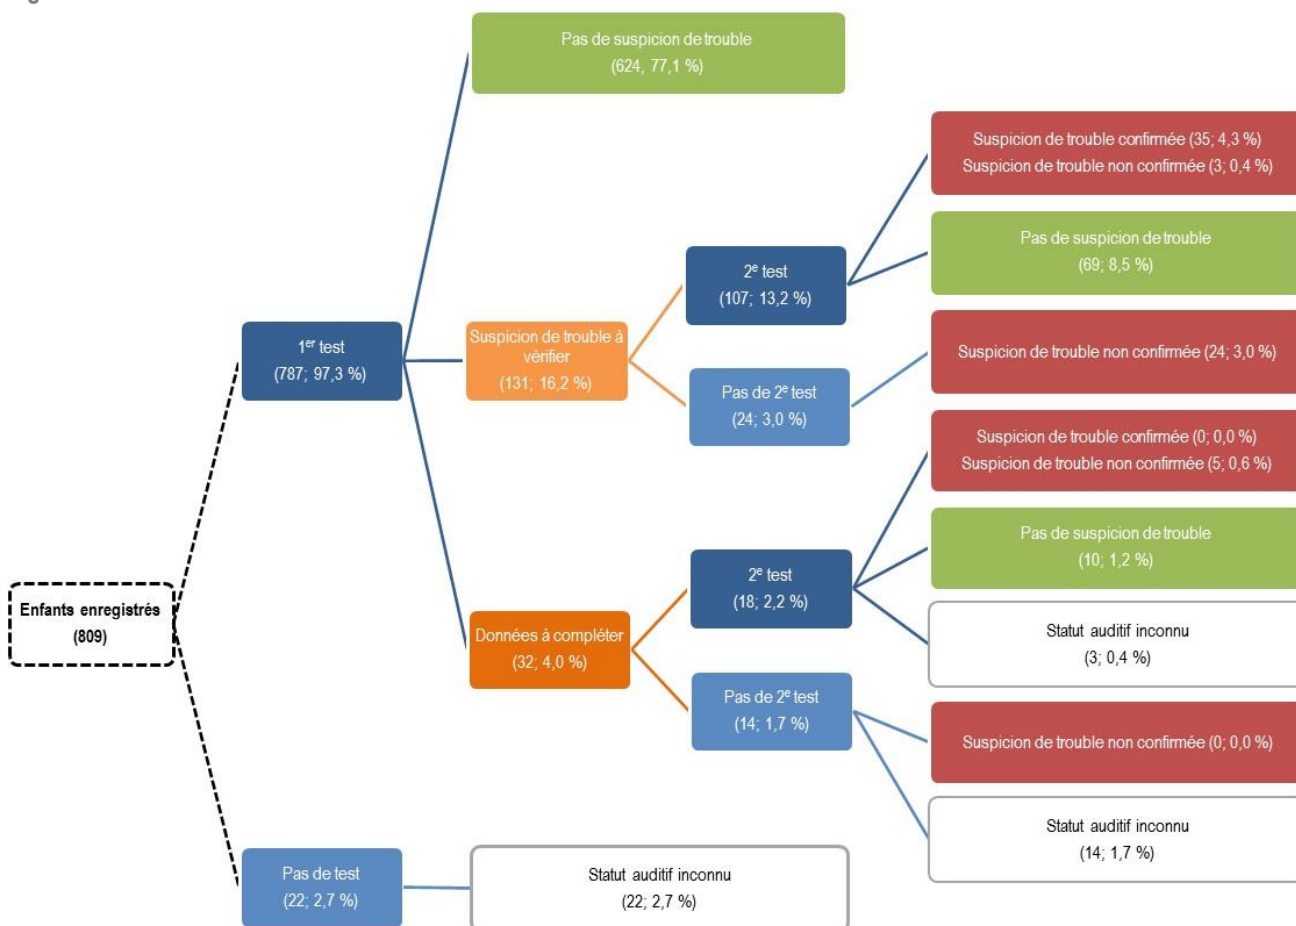 Pas de suspicion de trouble
(624, 77,1 %)
Suspicion de trouble confirmée (35; 4,3 %)
Suspicion de trouble non confirmée (3; 0,4 %)
Pas de suspicion de trouble
(69; 8,5 %)
2e test
(107; 13,2 %)
1er test
(787; 97,3 %)
Suspicion de trouble à
vérifier
(131; 16,2 %)
Suspicion de trouble non confirmée (24; 3,0 %)
Pas de 2e test
(24; 3,0 %)
Suspicion de trouble confirmée (0; 0,0 %)
Suspicion de trouble non confirmée (5; 0,6 %)
Pas de suspicion de trouble
(10; 1,2 %)
2e test
(18; 2,2 %)
Enfants enregistrés
(809)
Données à compléter
(32; 4,0 %)
Statut auditif inconnu
(3; 0,4 %)
Pas de 2e test
(14; 1,7 %)
Suspicion de trouble non confirmée (0; 0,0 %)
Statut auditif inconnu
(14; 1,7 %)
Pas de test
(22; 2,7 %)
Statut auditif inconnu
(22; 2,7 %)